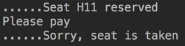 ......Seat H11 reserved
Please pay
......Sorry, seat is taken